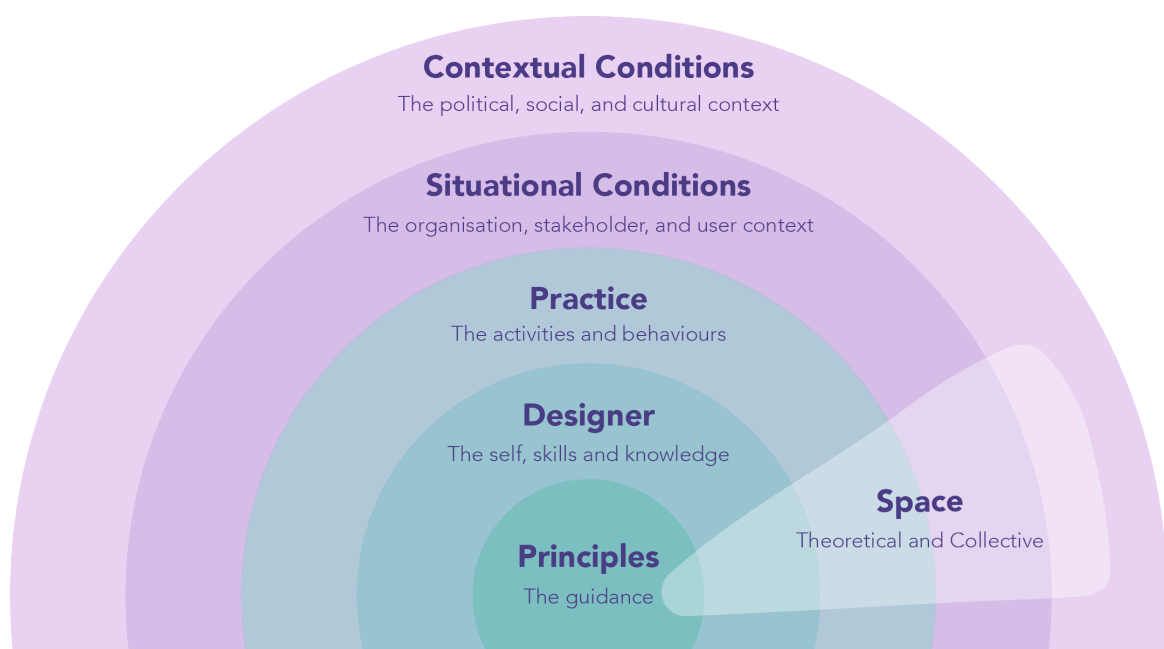 Contextual Conditions
The political, social, and cultural context
Situational Conditions
The organisation, stakeholder, and user context
Practice
The activities and behaviours
Designer
The self, skills and knowledge
Space
Theoretical and Collective
Principles
The guidance